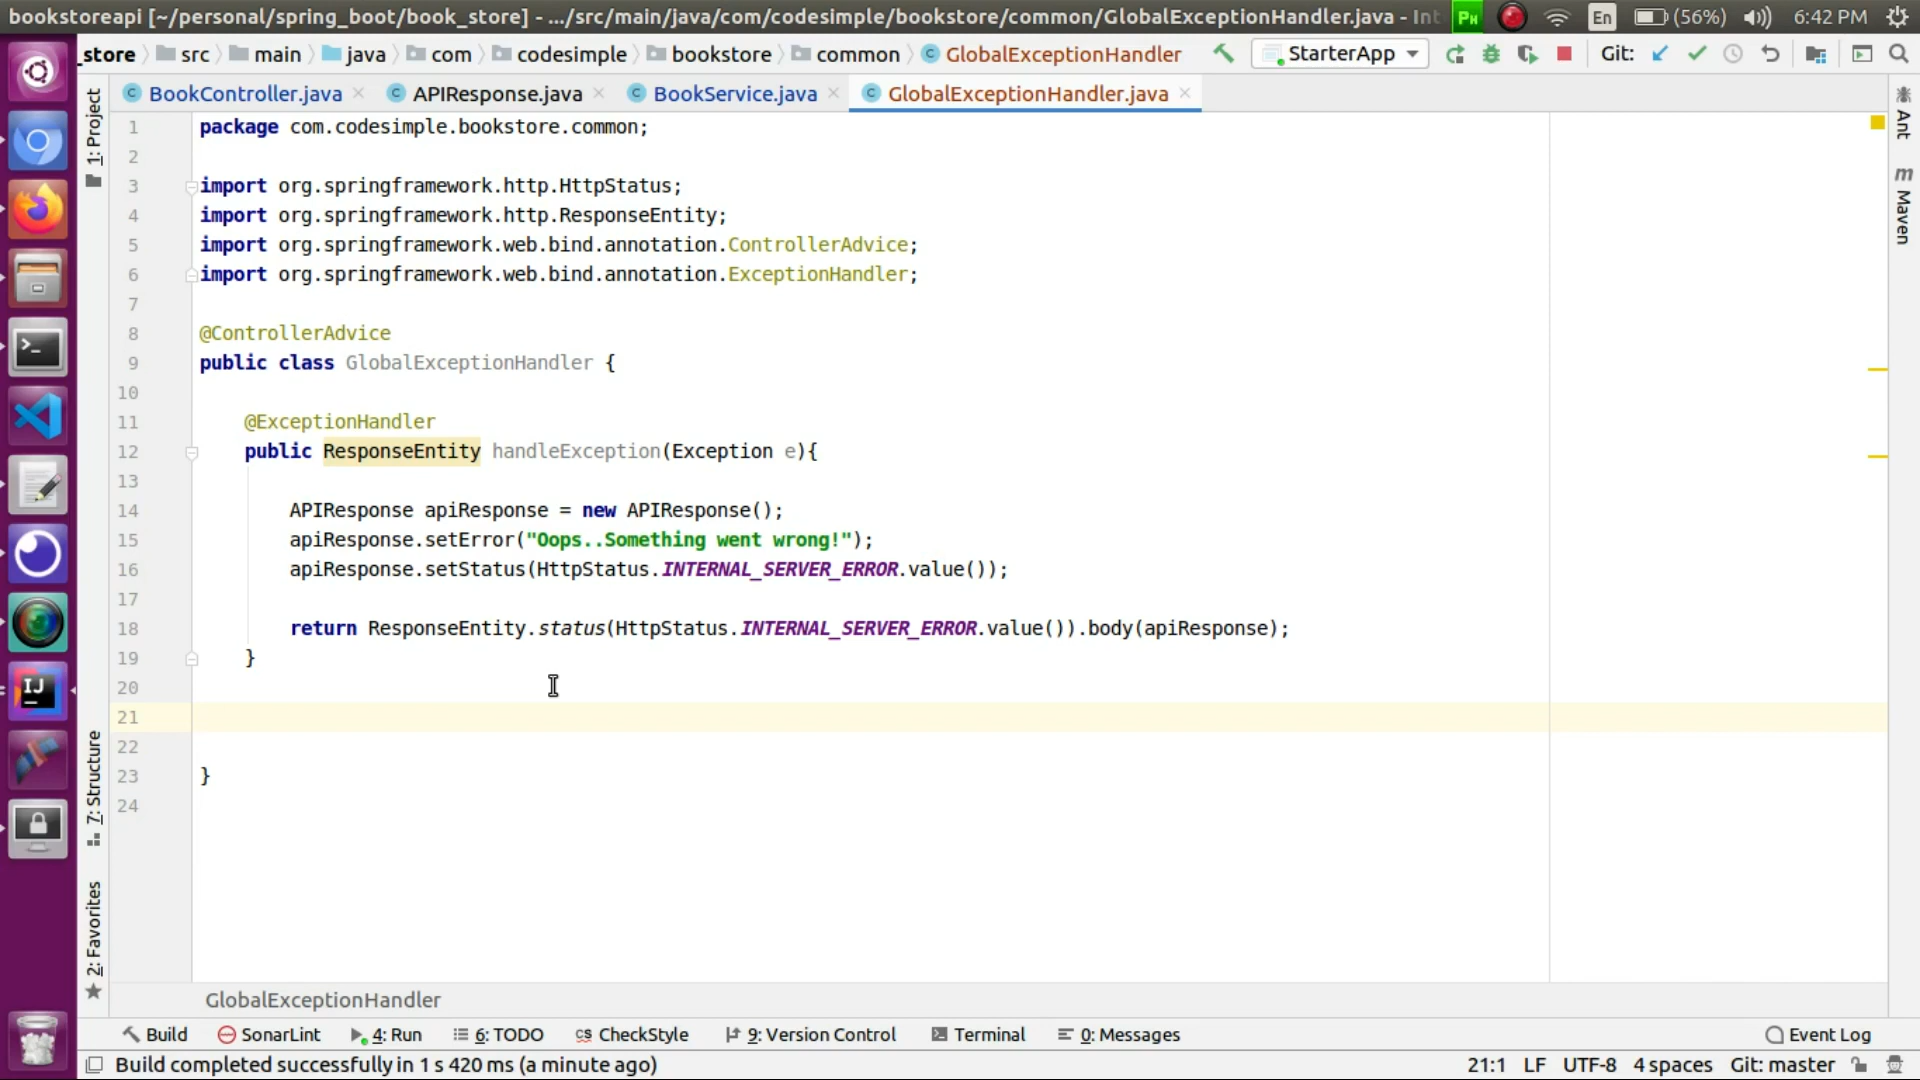 bookstoreapi [~/personal/spring_boot/book_store] - .../src/main/java/com/codesimple/bookstore/common/GlobalExceptionHandler.java - Int
En
(56%)
6:42 PM
_store
src
main
java
com
codesimple
bookstore
common
GlobalExceptionHandler
StarterApp
Git:
BookController.java
APIResponse.java
BookService.java
GlobalExceptionHandler.java
1: Project
7: Structure
2: Favorites
Ant
m Maven
1 package com.codesimple.bookstore.common;
2
3 import org.springframework.http.HttpStatus;
4 import org.springframework.http.ResponseEntity;
5 import org.springframework.web.bind.annotation.ControllerAdvice;
6 import org.springframework.web.bind.annotation.ExceptionHandler;
7
8 @ControllerAdvice
9 public class GlobalExceptionHandler {
10
11 @ExceptionHandler
12 public ResponseEntity handleException(Exception e){
13
14 APIResponse apiResponse = new APIResponse();
15 apiResponse.setError("Oops..Something went wrong!");
16 apiResponse.setStatus(HttpStatus.INTERNAL_SERVER_ERROR.value());
17
18 return ResponseEntity.status(HttpStatus.INTERNAL_SERVER_ERROR.value()).body(apiResponse);
19 }
20
21
22
23 }
24
GlobalExceptionHandler
Build
SonarLint
4: Run
6: TODO
CS CheckStyle
9: Version Control
Terminal
0: Messages
Event Log
Build completed successfully in 1 s 420 ms (a minute ago)
21:1 LF UTF-8 4 spaces Git: master